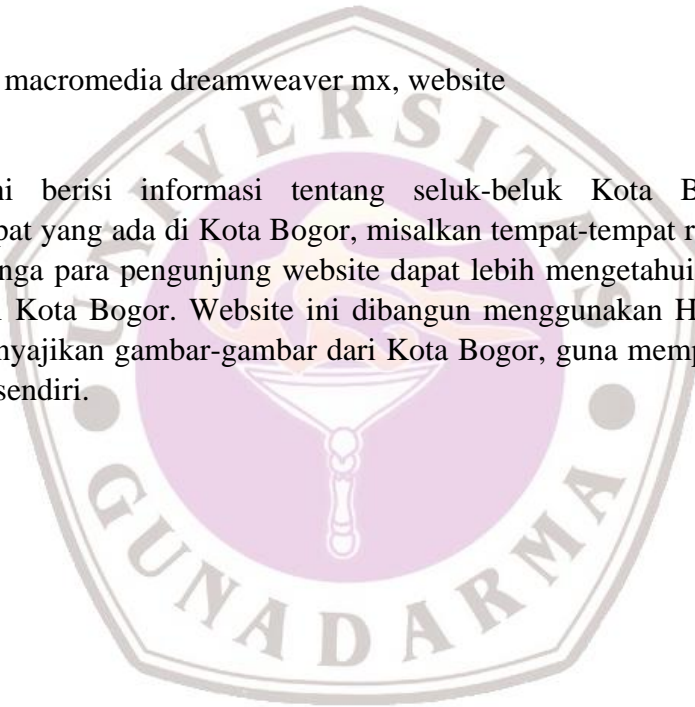 macromedia dreamweaver mx, website
ni berisi informasi tentang seluk-beluk Kota B
pat yang ada di Kota Bogor, misalkan tempat-tempat r
nga para pengunjung website dapat lebih mengetahui
Kota Bogor. Website ini dibangun menggunakan H
nyajikan gambar-gambar dari Kota Bogor, guna memp
sendiri.
UNIVERSITAS
GUNADARMA